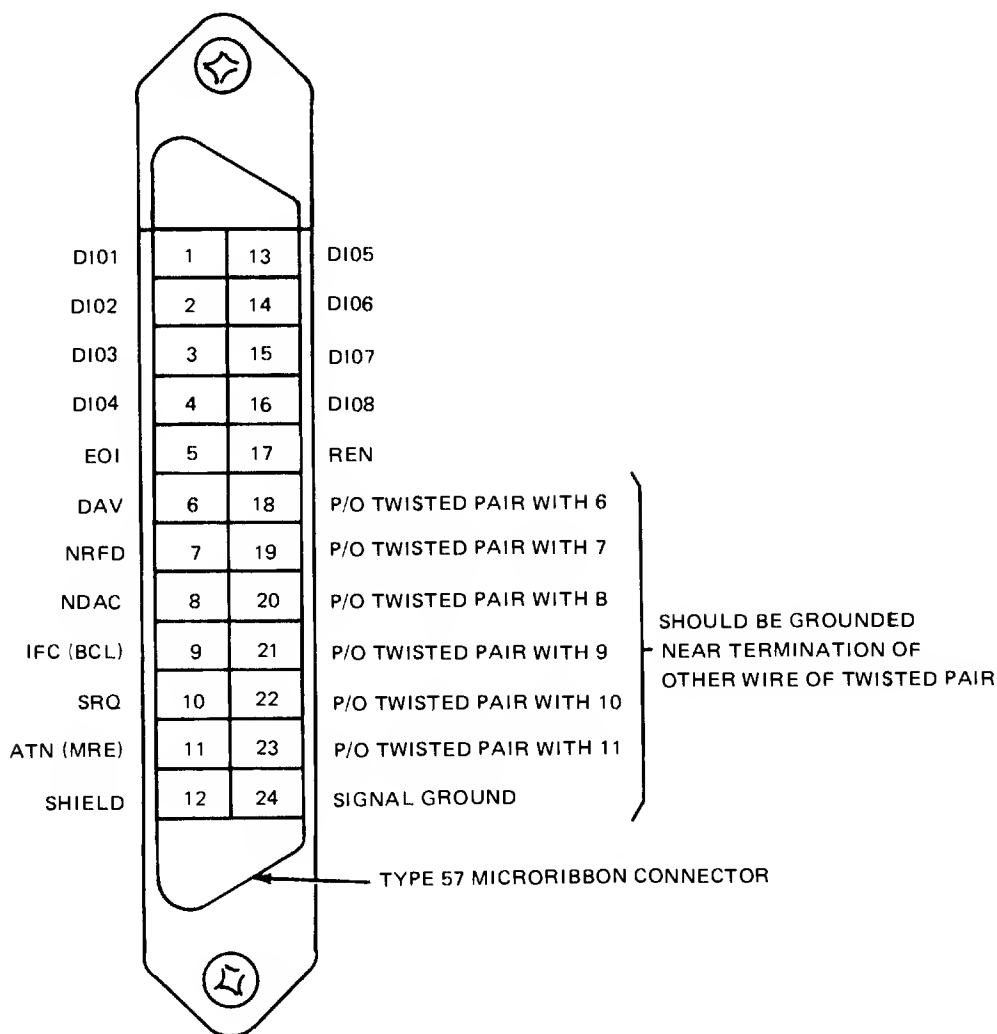 DI01 1 13 DI05
DI02 2 14 DI06
DI03 3 15 DI07
DI04 4 16 DI08
EOI 5 17 REN
DAV 6 18 P/O TWISTED PAIR WITH 6
NRFD 7 19 P/O TWISTED PAIR WITH 7
NDAC 8 20 P/O TWISTED PAIR WITH B
IFC (BCL) 9 21 P/O TWISTED PAIR WITH 9
SRQ 10 22 P/O TWISTED PAIR WITH 10
ATN (MRE) 11 23 P/O TWISTED PAIR WITH 11
SHIELD 12 24 SIGNAL GROUND
SHOULD BE GROUNDED
NEAR TERMINATION OF
OTHER WIRE OF TWISTED PAIR
TYPE 57 MICRORIBBON CONNECTOR